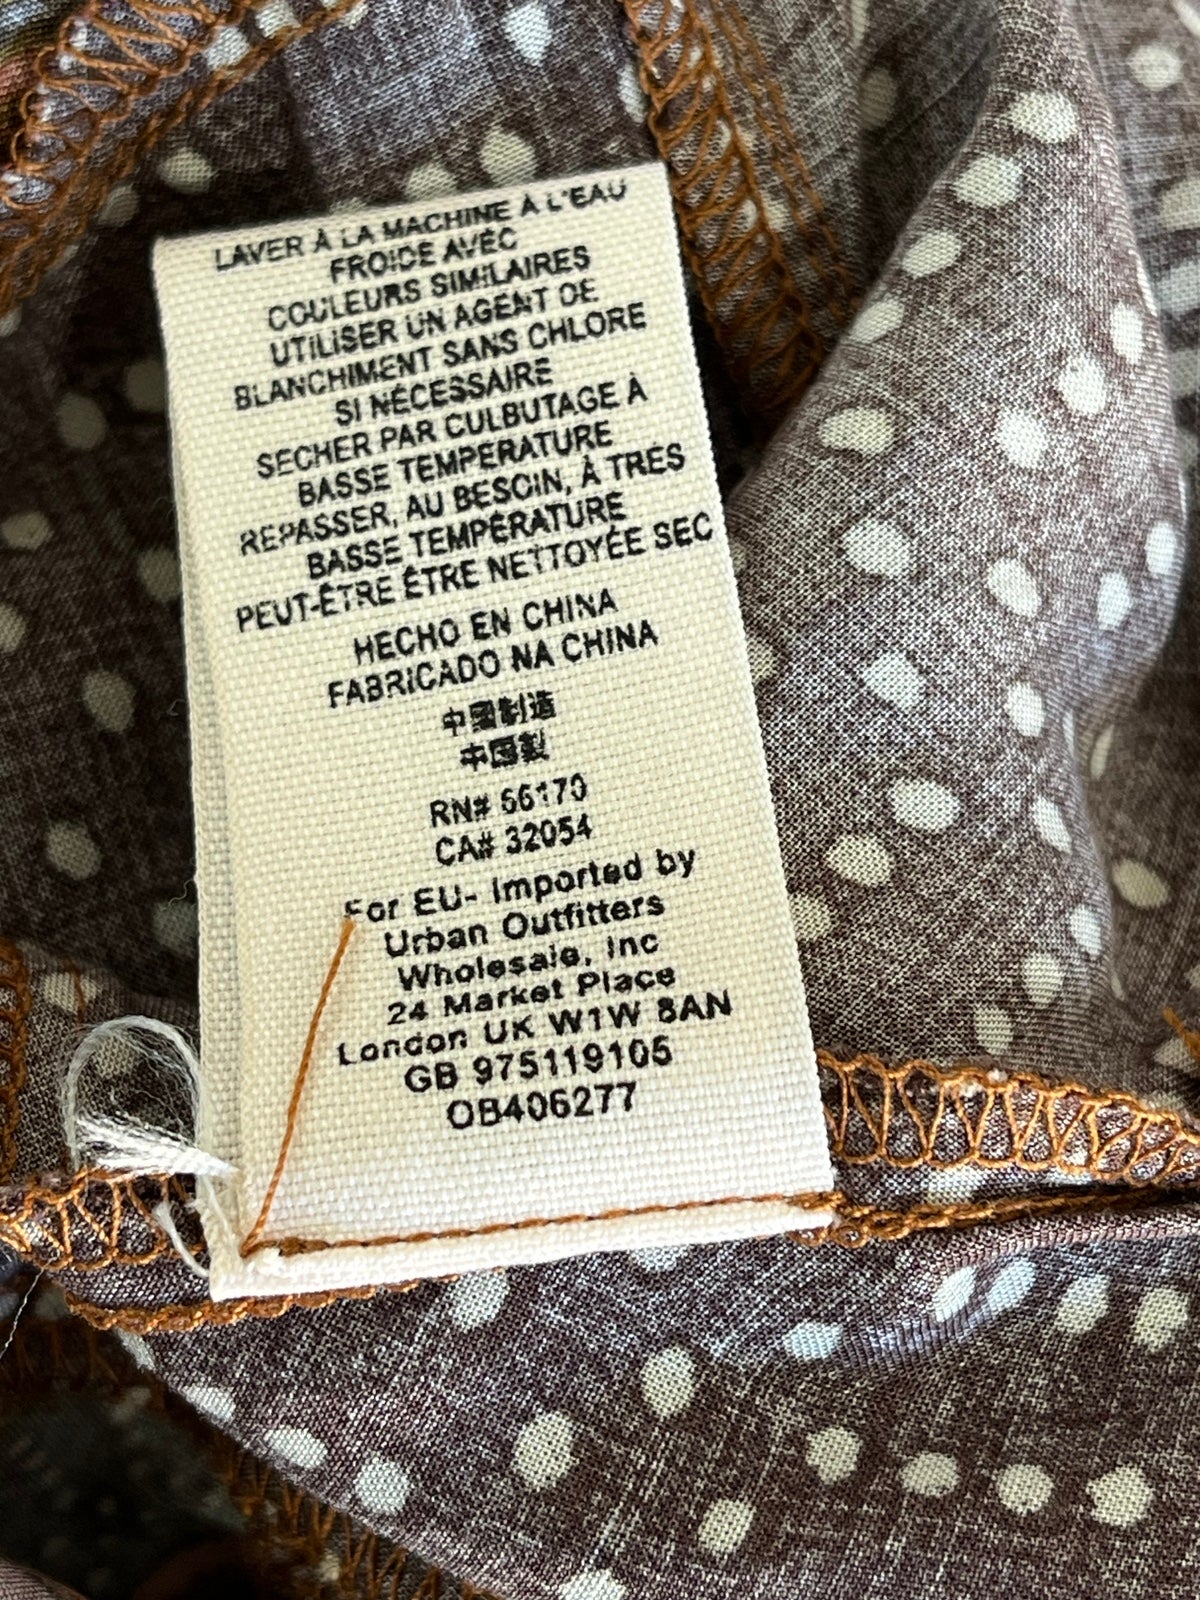 LAVER À LA MACHINE À L'EAU
FROIDE AVÉC
COULEURS SIMILAIRES
UTILISER UN AGENT DE
BLANCHIMENT SANS CHLORE
SI NÉCESSAIRE
SECHER PAR CULBUTAGE À
BASSE TEMPERATURE
REPASSER, AU BESOIN, À TRÉS
BASSE TEMPÉRATURE
PEUT-ÊTRE ÊTRE NETTOYÉE SEC
HECHO EN CHINA
FABRICADO NA CHINA
中國制造
中国製
RN# 66170
CA# 32054
For EU- Imported by
Urban Outfitters
Wholesale, Inc
24 Market Place
London UK W1W 8AN
GB 975119105
OB406277